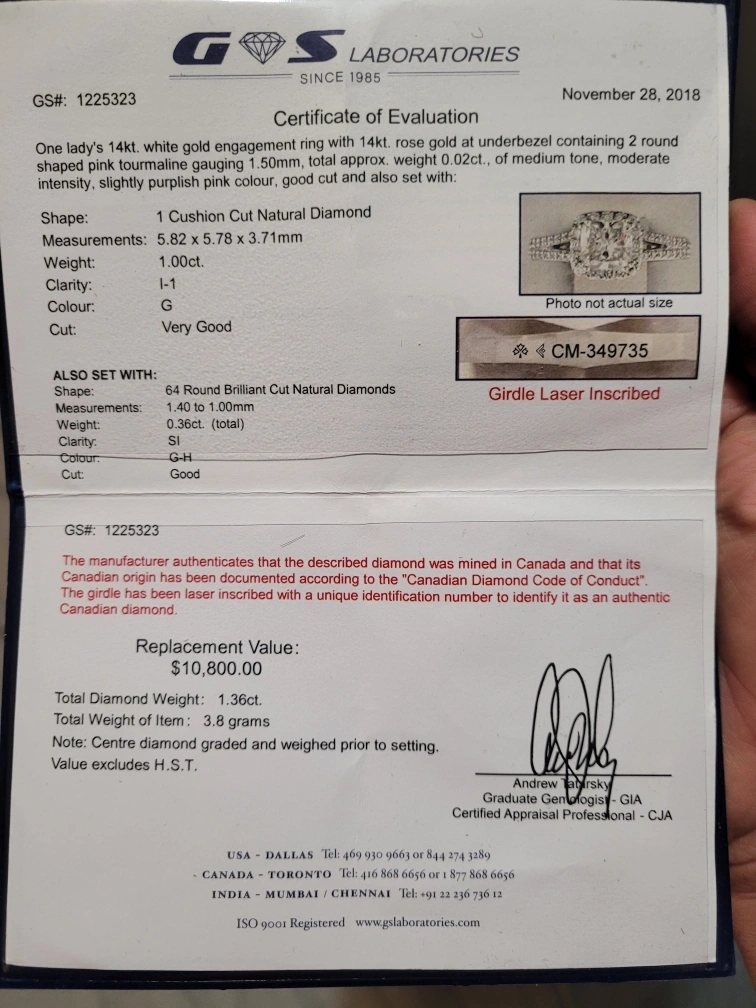 GS LABORATORIES
SINCE 1985
GS#: 1225323
November 28, 2018
Certificate of Evaluation
One lady's 14kt. white gold engagement ring with 14kt. rose gold at underbezel containing 2 round
shaped pink tourmaline gauging 1.50mm, total approx. weight 0.02ct., of medium tone, moderate
intensity, slightly purplish pink colour, good cut and also set with:
Shape: 1 Cushion Cut Natural Diamond
Measurements: 5.82 x 5.78 x 3.71mm
Weight: 1.00ct.
Clarity: I-1
Colour: G
Cut: Very Good
Photo not actual size
CM-349735
Girdle Laser Inscribed
ALSO SET WITH:
Shape: 64 Round Brilliant Cut Natural Diamonds
Measurements: 1.40 to 1.00mm
Weight: 0.36ct. (total)
Clarity: SI
Colour: G-H
Cut: Good
GS#: 1225323
The manufacturer authenticates that the described diamond was mined in Canada and that its
Canadian origin has been documented according to the "Canadian Diamond Code of Conduct".
The girdle has been laser inscribed with a unique identification number to identify it as an authentic
Canadian diamond.
Replacement Value:
$10,800.00
Total Diamond Weight: 1.36ct.
Total Weight of Item: 3.8 grams
Note: Centre diamond graded and weighed prior to setting.
Value excludes H.S.T.
Andrew
Graduate Gemologist - GIA
Certified Appraisal Professional - CJA
USA - DALLAS Tel: 469 930 9663 or 844 274 3289
CANADA - TORONTO Tel: 416 868 6656 or 1 877 868 6656
INDIA - MUMBAI / CHENNAI Tel: +91 22 236 736 12
ISO 9001 Registered www.gslaboratories.com